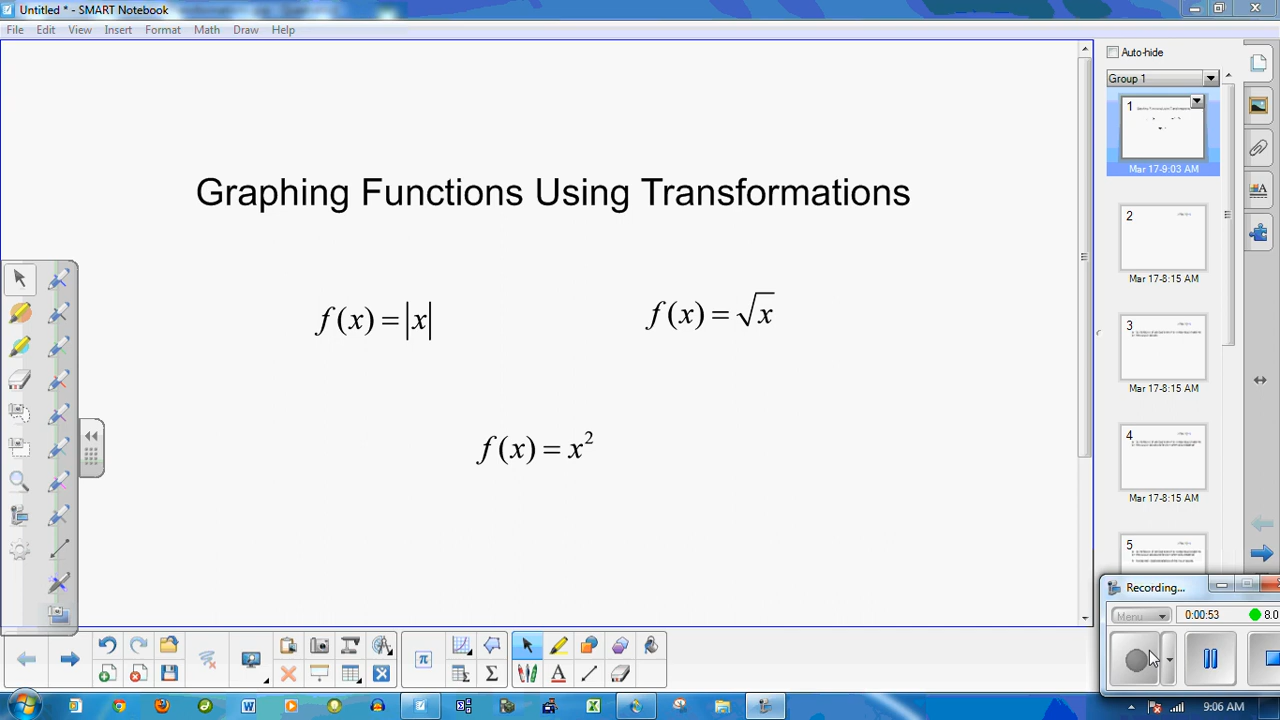 Untitled * - SMART Notebook
File Edit View Insert Format Math Draw Help
Graphing Functions Using Transformations
f(x) = |x|
f(x) = √x
f(x) = x²
Auto-hide
Group 1
1
Mar 17-9:03 AM
2
Mar 17-8:15 AM
3
Mar 17-8:15 AM
4
Mar 17-8:15 AM
5
Recording...
Menu
0:00:53
8.0
π
Σ
A
W
X
9:06 AM